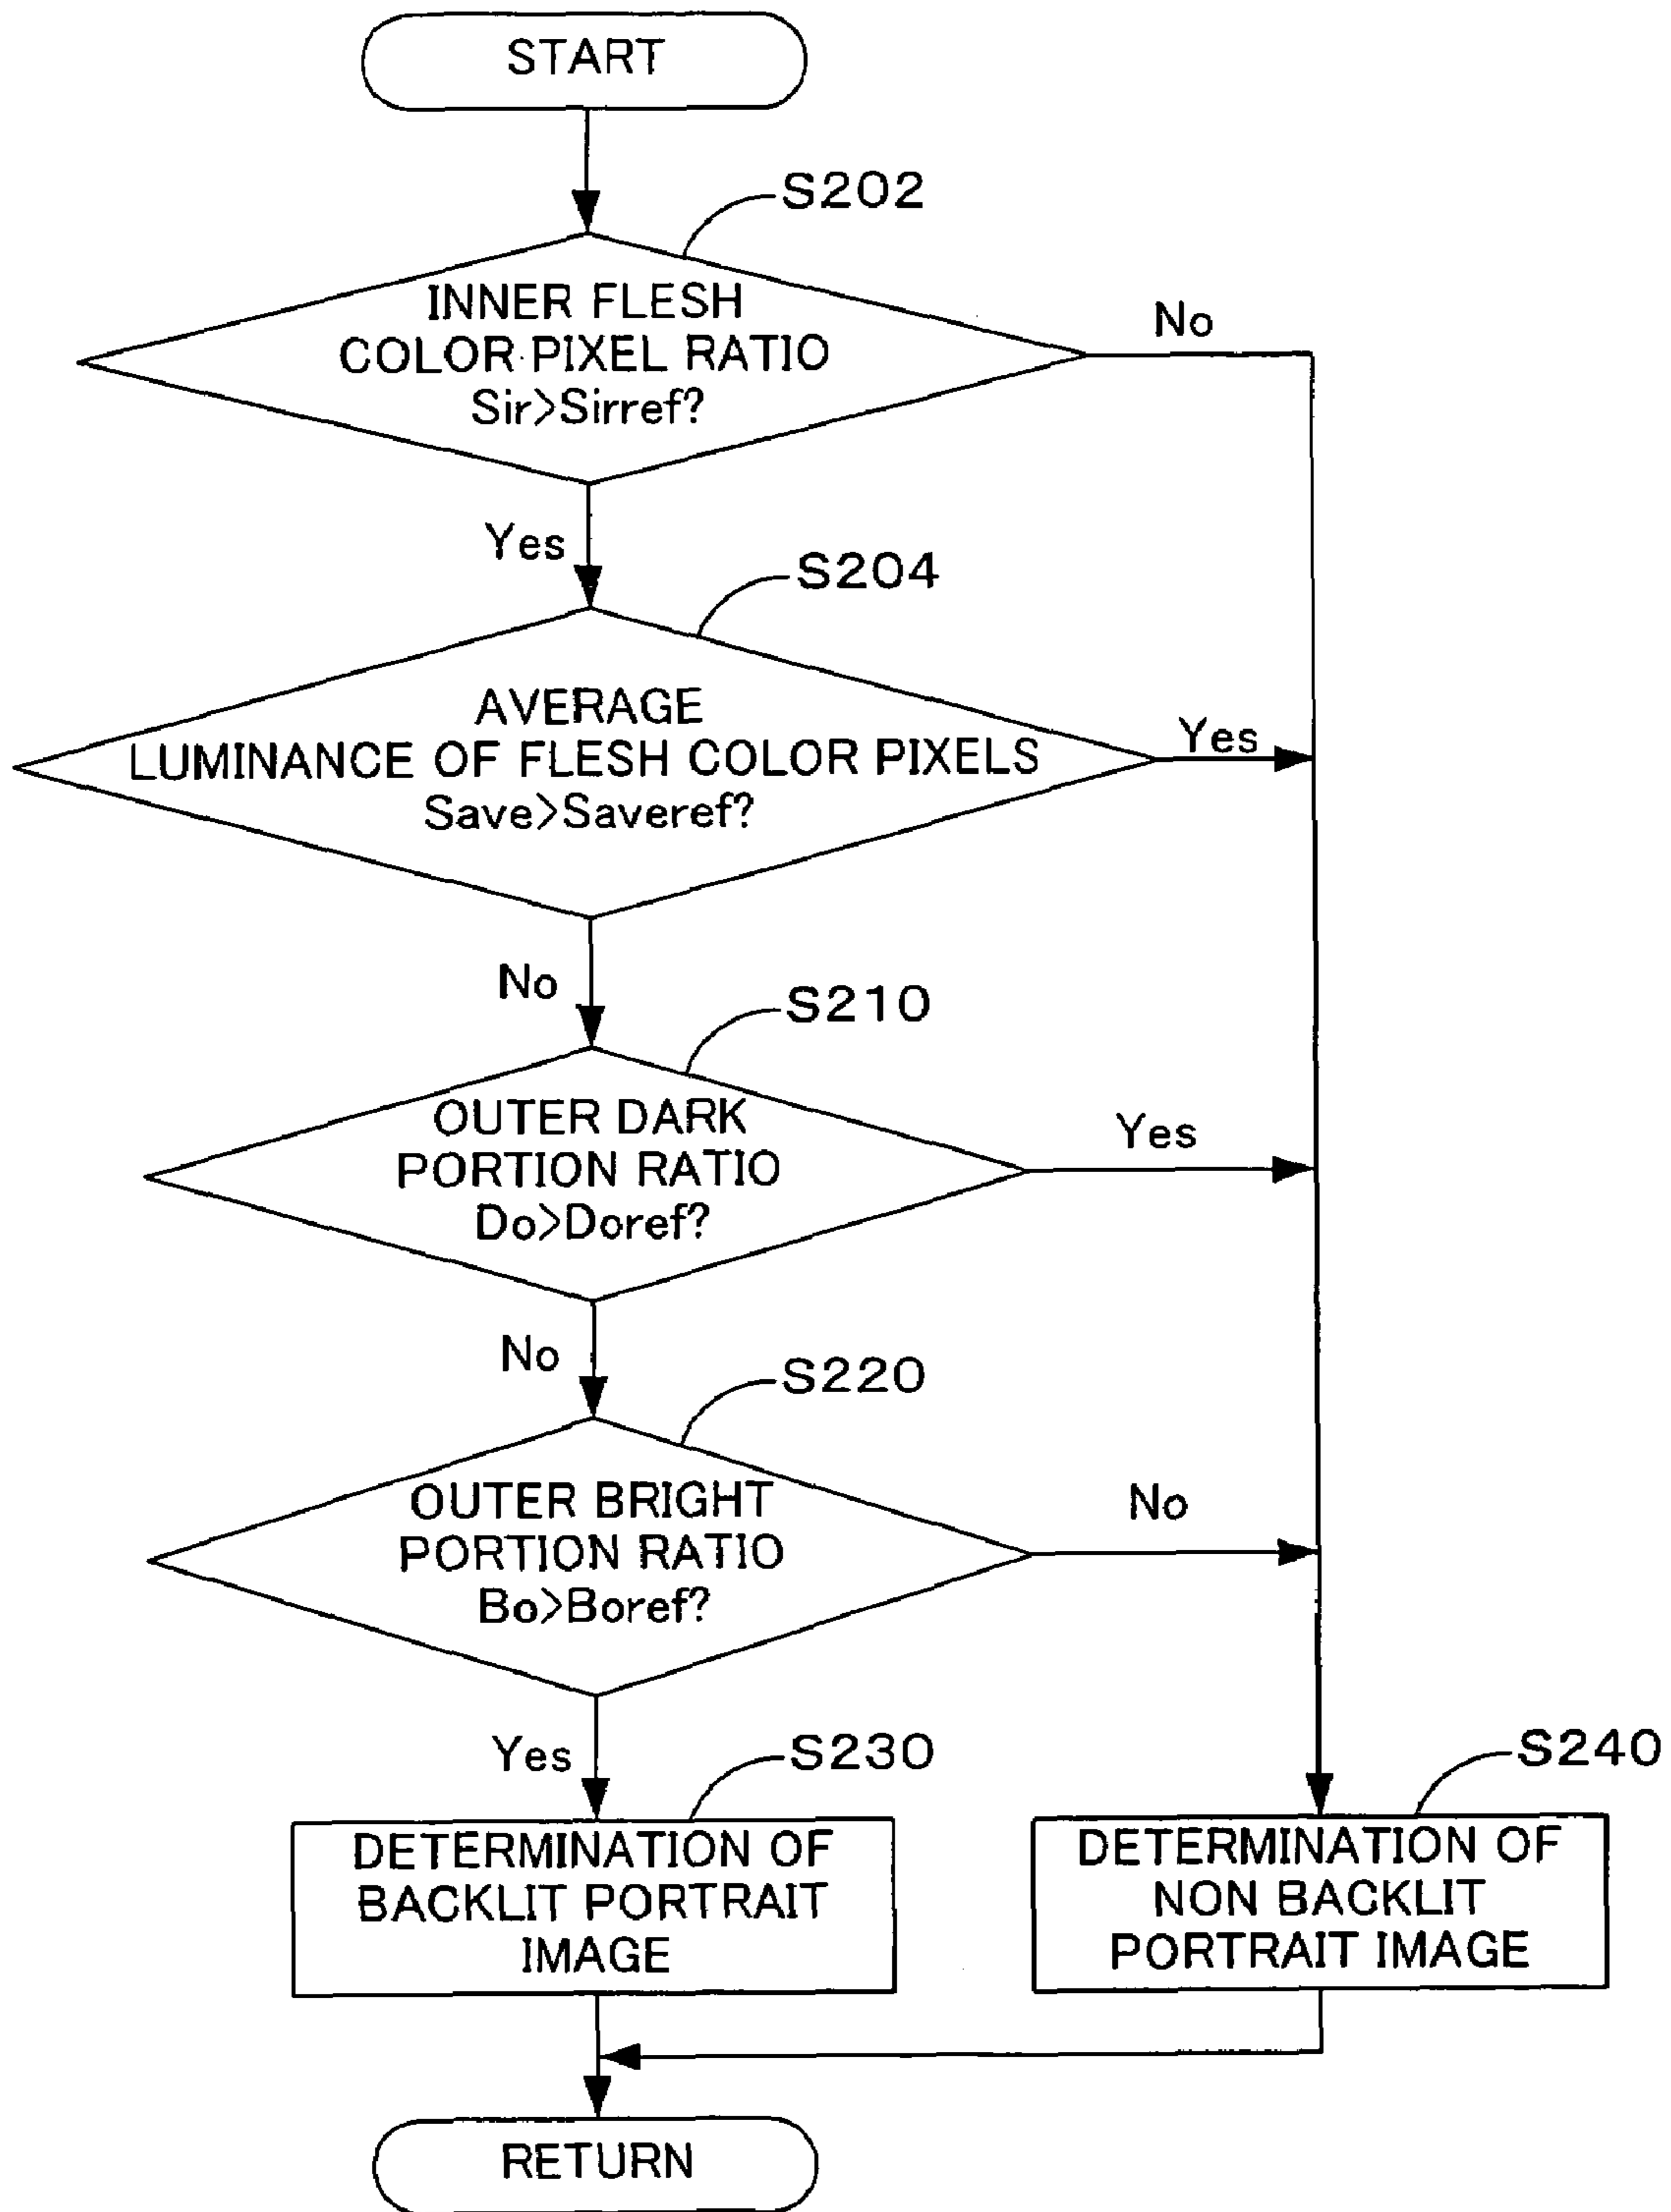 START
S202
INNER FLESH
COLOR PIXEL RATIO
Sir>Sirref?
No
Yes
S204
AVERAGE
LUMINANCE OF FLESH COLOR PIXELS
Save>Saveref?
Yes
No
S210
OUTER DARK
PORTION RATIO
Do>Doref?
Yes
No
S220
OUTER BRIGHT
PORTION RATIO
Bo>Boref?
No
Yes
S230
DETERMINATION OF
BACKLIT PORTRAIT
IMAGE
S240
DETERMINATION OF
NON BACKLIT
PORTRAIT IMAGE
RETURN